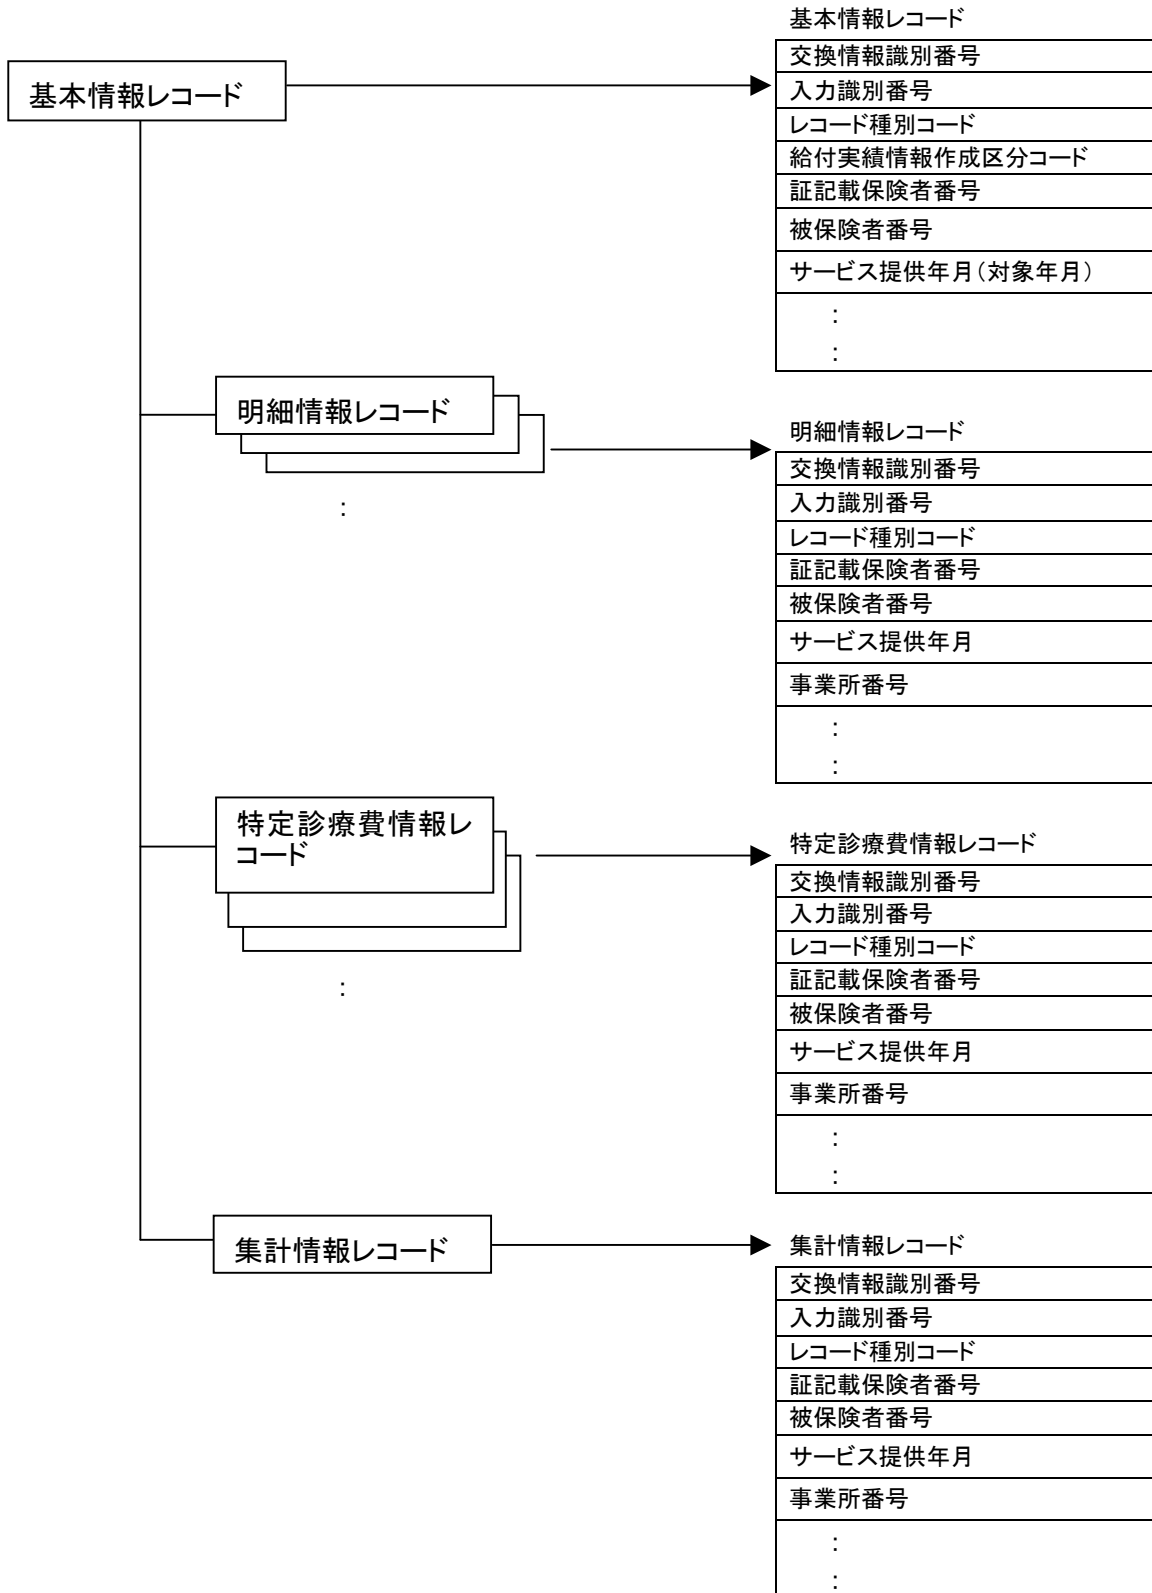 基本情報レコード
基本情報レコード
交換情報識別番号
入力識別番号
レコード種別コード
給付実績情報作成区分コード
証記載保険者番号
被保険者番号
サービス提供年月(対象年月)
:
:
明細情報レコード
:
明細情報レコード
交換情報識別番号
入力識別番号
レコード種別コード
証記載保険者番号
被保険者番号
サービス提供年月
事業所番号
:
:
特定診療費情報レ
コード
:
特定診療費情報レコード
交換情報識別番号
入力識別番号
レコード種別コード
証記載保険者番号
被保険者番号
サービス提供年月
事業所番号
:
:
集計情報レコード
集計情報レコード
交換情報識別番号
入力識別番号
レコード種別コード
証記載保険者番号
被保険者番号
サービス提供年月
事業所番号
:
: